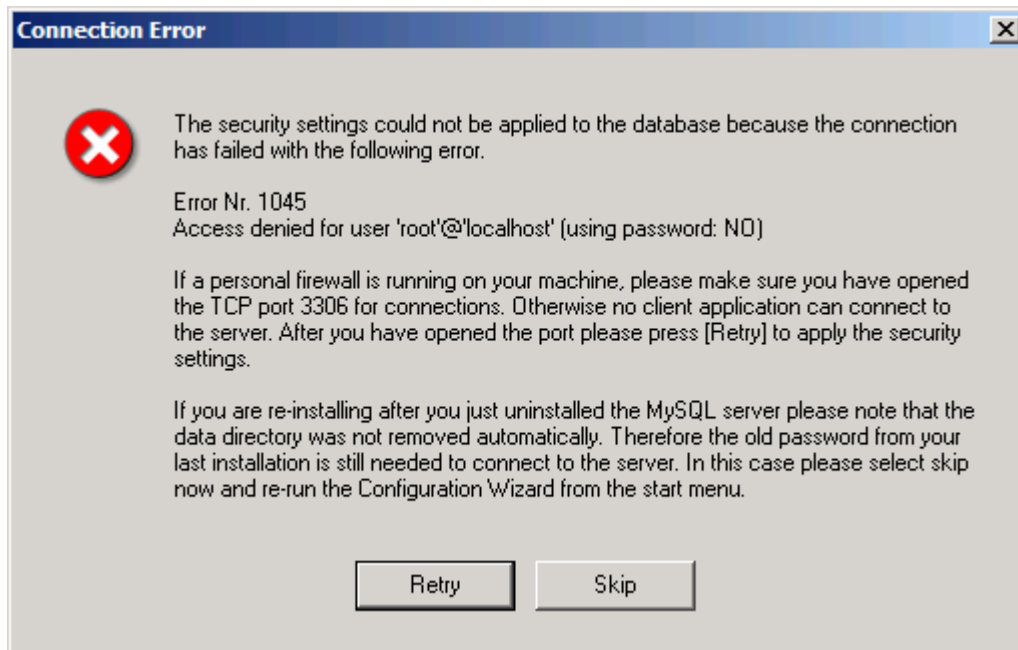 Connection Error
The security settings could not be applied to the database because the connection
has failed with the following error.
Error Nr. 1045
Access denied for user 'root'@'localhost' (using password: NO)
If a personal firewall is running on your machine, please make sure you have opened
the TCP port 3306 for connections. Otherwise no client application can connect to
the server. After you have opened the port please press [Retry] to apply the security
settings.
If you are re-installing after you just uninstalled the MySQL server please note that the
data directory was not removed automatically. Therefore the old password from your
last installation is still needed to connect to the server. In this case please select skip
now and re-run the Configuration Wizard from the start menu.
Retry
Skip